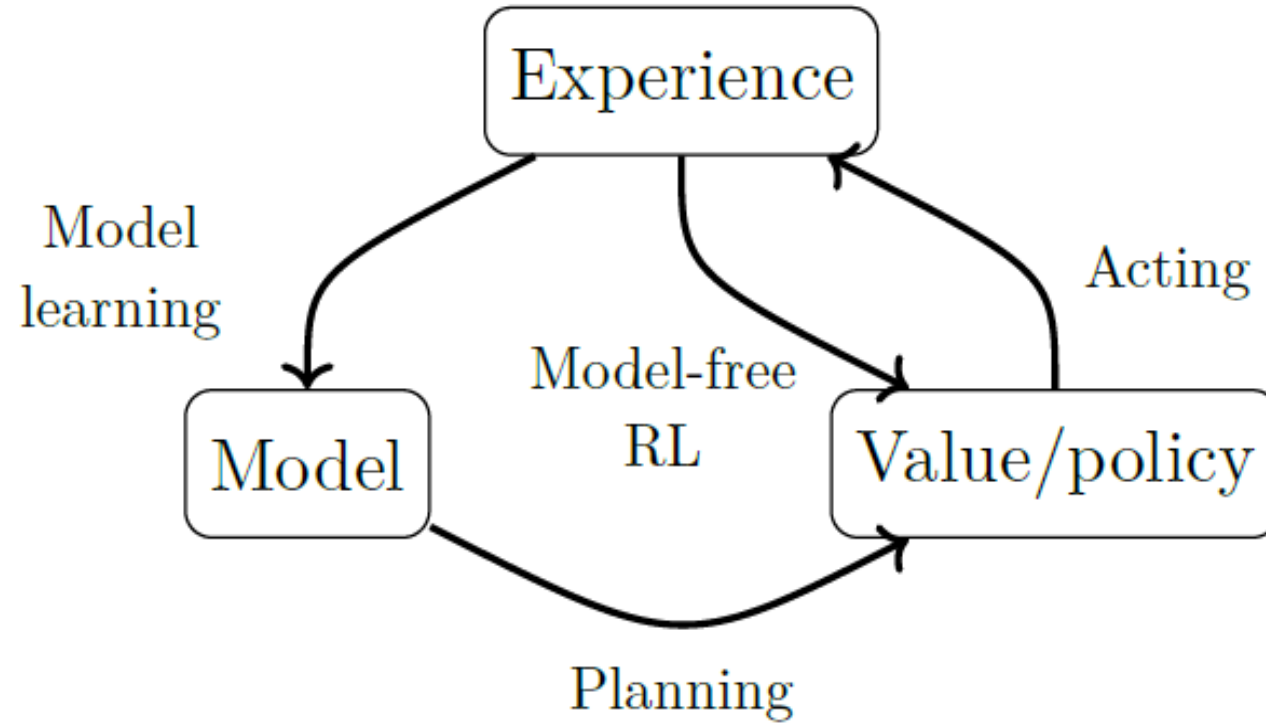 Experience
Model
learning
Acting
Model-free
RL
Model
Value/policy
Planning